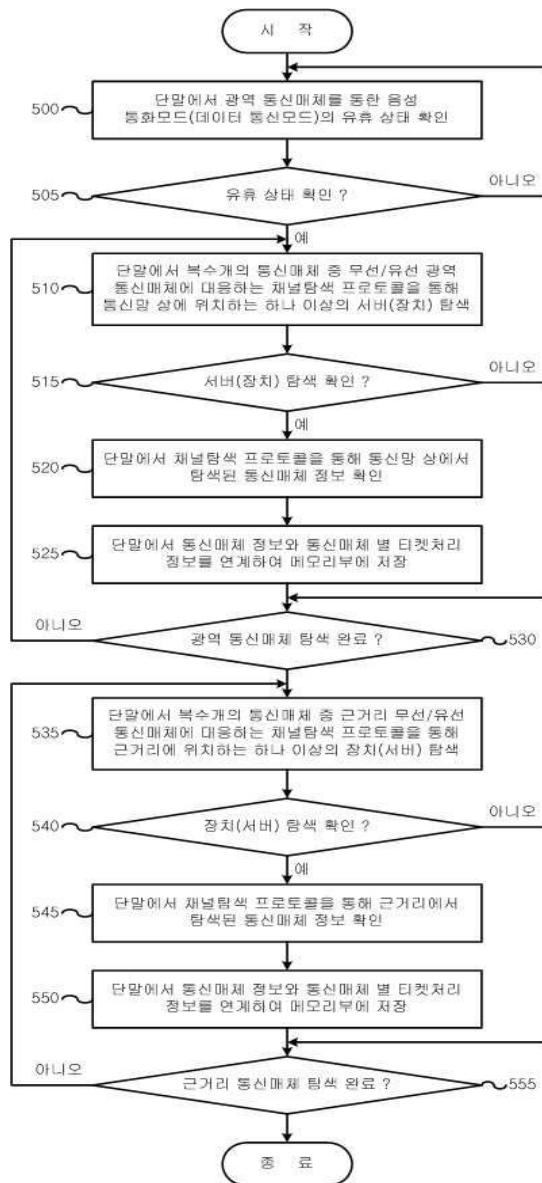 시 작
500
단말에서 광역 통신매체를 통한 음성
통화모드(데이터 통신모드)의 유휴 상태 확인
505
유휴 상태 확인 ?
아니오
예
510
단말에서 복수개의 통신매체 중 무선/유선 광역
통신매체에 대응하는 채널탐색 프로토콜을 통해
통신망 상에 위치하는 하나 이상의 서버(장치) 탐색
515
서버(장치) 탐색 확인 ?
아니오
예
520
단말에서 채널탐색 프로토콜을 통해 통신망 상에서
탐색된 통신매체 정보 확인
525
단말에서 통신매체 정보와 통신매체 별 티켓처리
정보를 연계하여 메모리부에 저장
아니오
광역 통신매체 탐색 완료 ?
530
535
단말에서 복수개의 통신매체 중 근거리 무선/유선
통신매체에 대응하는 채널탐색 프로토콜을 통해
근거리에 위치하는 하나 이상의 장치(서버) 탐색
540
장치(서버) 탐색 확인 ?
아니오
예
545
단말에서 채널탐색 프로토콜을 통해 근거리에서
탐색된 통신매체 정보 확인
550
단말에서 통신매체 정보와 통신매체 별 티켓처리
정보를 연계하여 메모리부에 저장
아니오
근거리 통신매체 탐색 완료 ?
555
종 료